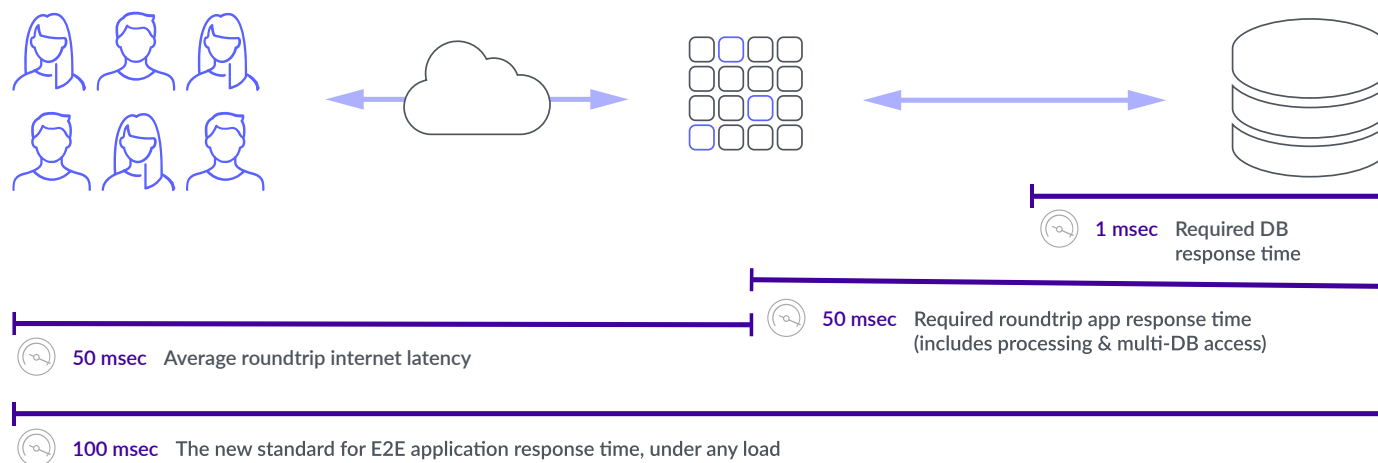 1 msec Required DB
response time
50 msec Required roundtrip app response time
(includes processing & multi-DB access)
50 msec Average roundtrip internet latency
100 msec The new standard for E2E application response time, under any load